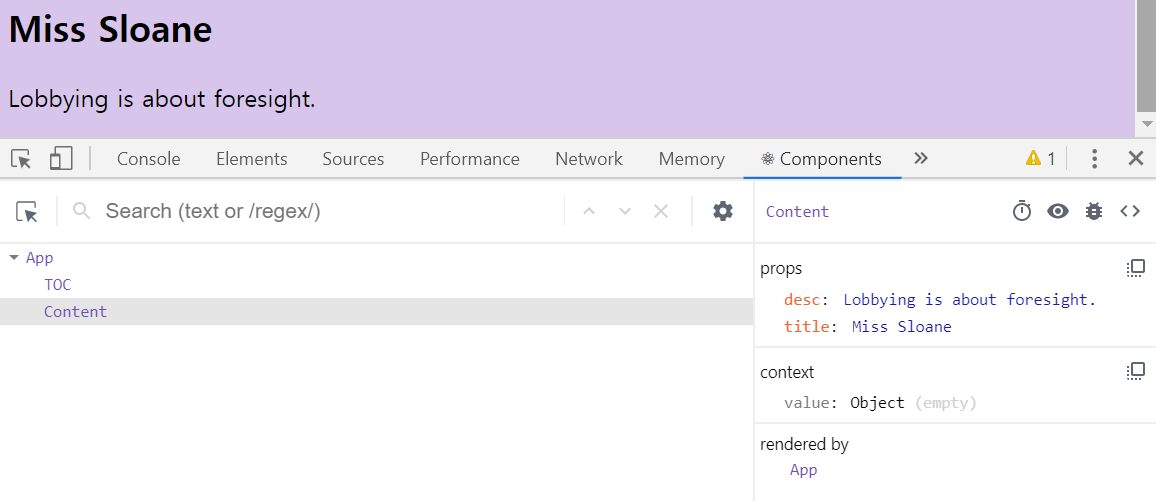 Miss Sloane
Lobbying is about foresight.
Console Elements Sources Performance Network Memory Components » 1
Search (text or /regex/) Content
App
TOC
Content
props
desc: Lobbying is about foresight.
title: Miss Sloane
context
value: Object (empty)
rendered by
App